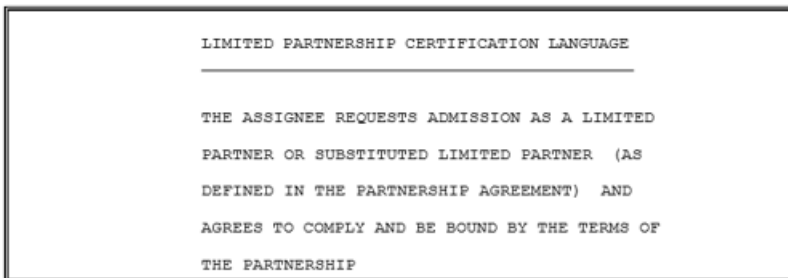 LIMITED PARTNERSHIP CERTIFICATION LANGUAGE
THE ASSIGNEE REQUESTS ADMISSION AS A LIMITED
PARTNER OR SUBSTITUTED LIMITED PARTNER (AS
DEFINED IN THE PARTNERSHIP AGREEMENT) AND
AGREES TO COMPLY AND BE BOUND BY THE TERMS OF
THE PARTNERSHIP